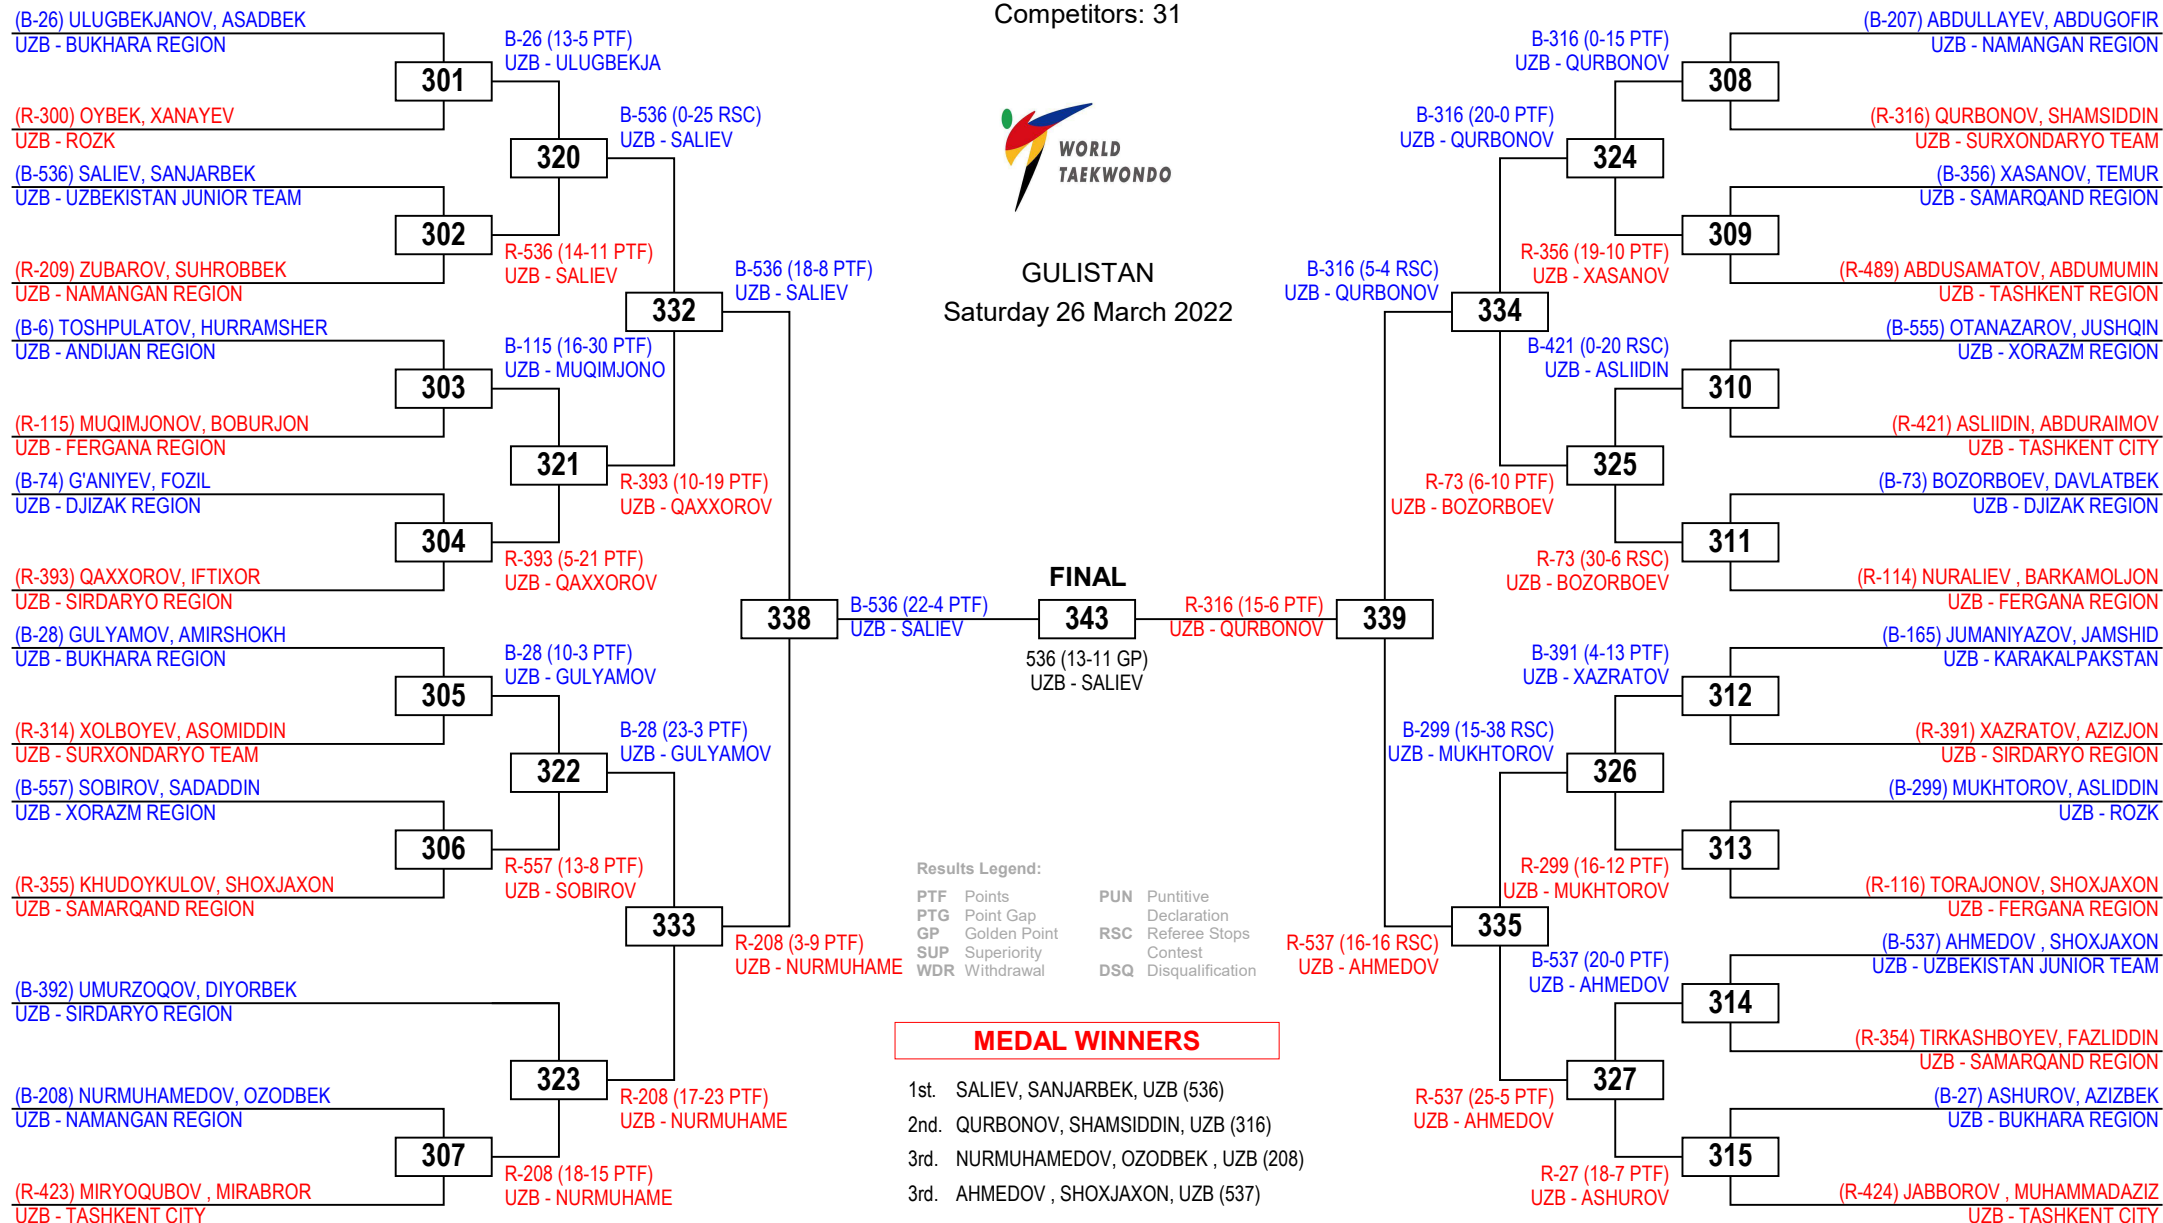 Competitors: 31
WORLD
TAEKWONDO
GULISTAN
Saturday 26 March 2022
(B-26) ULUGBEKJANOV, ASADBEK
UZB - BUKHARA REGION
301
(R-300) OYBEK, XANAYEV
UZB - ROZK
(B-536) SALIEV, SANJARBEK
UZB - UZBEKISTAN JUNIOR TEAM
302
(R-209) ZUBAROV, SUHROBBEK
UZB - NAMANGAN REGION
(B-6) TOSHPULATOV, HURRAMSHER
UZB - ANDIJAN REGION
303
(R-115) MUQIMJONOV, BOBURJON
UZB - FERGANA REGION
(B-74) G'ANIYEV, FOZIL
UZB - DJIZAK REGION
304
(R-393) QAXXOROV, IFTIXOR
UZB - SIRDARYO REGION
(B-28) GULYAMOV, AMIRSHOKH
UZB - BUKHARA REGION
305
(R-314) XOLBOYEV, ASOMIDDIN
UZB - SURXONDARYO TEAM
(B-557) SOBIROV, SADADDIN
UZB - XORAZM REGION
306
(R-355) KHUDOYKULOV, SHOXJAXON
UZB - SAMARQAND REGION
(B-392) UMURZOQOV, DIYORBEK
UZB - SIRDARYO REGION
(B-208) NURMUHAMEDOV, OZODBEK
UZB - NAMANGAN REGION
307
(R-423) MIRYOQUBOV , MIRABROR
UZB - TASHKENT CITY
B-26 (13-5 PTF)
UZB - ULUGBEKJA
320
R-536 (14-11 PTF)
UZB - SALIEV
B-115 (16-30 PTF)
UZB - MUQIMJONO
321
R-393 (5-21 PTF)
UZB - QAXXOROV
B-28 (10-3 PTF)
UZB - GULYAMOV
322
R-557 (13-8 PTF)
UZB - SOBIROV
323
R-208 (18-15 PTF)
UZB - NURMUHAME
B-536 (0-25 RSC)
UZB - SALIEV
332
R-393 (10-19 PTF)
UZB - QAXXOROV
B-28 (23-3 PTF)
UZB - GULYAMOV
333
R-208 (17-23 PTF)
UZB - NURMUHAME
B-536 (18-8 PTF)
UZB - SALIEV
338
R-208 (3-9 PTF)
UZB - NURMUHAME
B-536 (22-4 PTF)
UZB - SALIEV
FINAL
343
536 (13-11 GP)
UZB - SALIEV
R-316 (15-6 PTF)
UZB - QURBONOV
339
B-316 (5-4 RSC)
UZB - QURBONOV
334
R-537 (16-16 RSC)
UZB - AHMEDOV
335
B-316 (20-0 PTF)
UZB - QURBONOV
324
R-73 (6-10 PTF)
UZB - BOZORBOEV
325
B-299 (15-38 RSC)
UZB - MUKHTOROV
326
R-537 (25-5 PTF)
UZB - AHMEDOV
327
B-316 (0-15 PTF)
UZB - QURBONOV
R-356 (19-10 PTF)
UZB - XASANOV
B-421 (0-20 RSC)
UZB - ASLIIDIN
R-73 (30-6 RSC)
UZB - BOZORBOEV
B-391 (4-13 PTF)
UZB - XAZRATOV
R-299 (16-12 PTF)
UZB - MUKHTOROV
B-537 (20-0 PTF)
UZB - AHMEDOV
R-27 (18-7 PTF)
UZB - ASHUROV
(B-207) ABDULLAYEV, ABDUGOFIR
UZB - NAMANGAN REGION
308
(R-316) QURBONOV, SHAMSIDDIN
UZB - SURXONDARYO TEAM
(B-356) XASANOV, TEMUR
UZB - SAMARQAND REGION
309
(R-489) ABDUSAMATOV, ABDUMUMIN
UZB - TASHKENT REGION
(B-555) OTANAZAROV, JUSHQIN
UZB - XORAZM REGION
310
(R-421) ASLIIDIN, ABDURAIMOV
UZB - TASHKENT CITY
(B-73) BOZORBOEV, DAVLATBEK
UZB - DJIZAK REGION
311
(R-114) NURALIEV , BARKAMOLJON
UZB - FERGANA REGION
(B-165) JUMANIYAZOV, JAMSHID
UZB - KARAKALPAKSTAN
312
(R-391) XAZRATOV, AZIZJON
UZB - SIRDARYO REGION
(B-299) MUKHTOROV, ASLIDDIN
UZB - ROZK
313
(R-116) TORAJONOV, SHOXJAXON
UZB - FERGANA REGION
(B-537) AHMEDOV , SHOXJAXON
UZB - UZBEKISTAN JUNIOR TEAM
314
(R-354) TIRKASHBOYEV, FAZLIDDIN
UZB - SAMARQAND REGION
(B-27) ASHUROV, AZIZBEK
UZB - BUKHARA REGION
315
(R-424) JABBOROV , MUHAMMADAZIZ
UZB - TASHKENT CITY
Results Legend:
PTF Points
PTG Point Gap
GP Golden Point
SUP Superiority
WDR Withdrawal
PUN Puntitive
Declaration
RSC Referee Stops
Contest
DSQ Disqualification
MEDAL WINNERS
1st. SALIEV, SANJARBEK, UZB (536)
2nd. QURBONOV, SHAMSIDDIN, UZB (316)
3rd. NURMUHAMEDOV, OZODBEK , UZB (208)
3rd. AHMEDOV , SHOXJAXON, UZB (537)